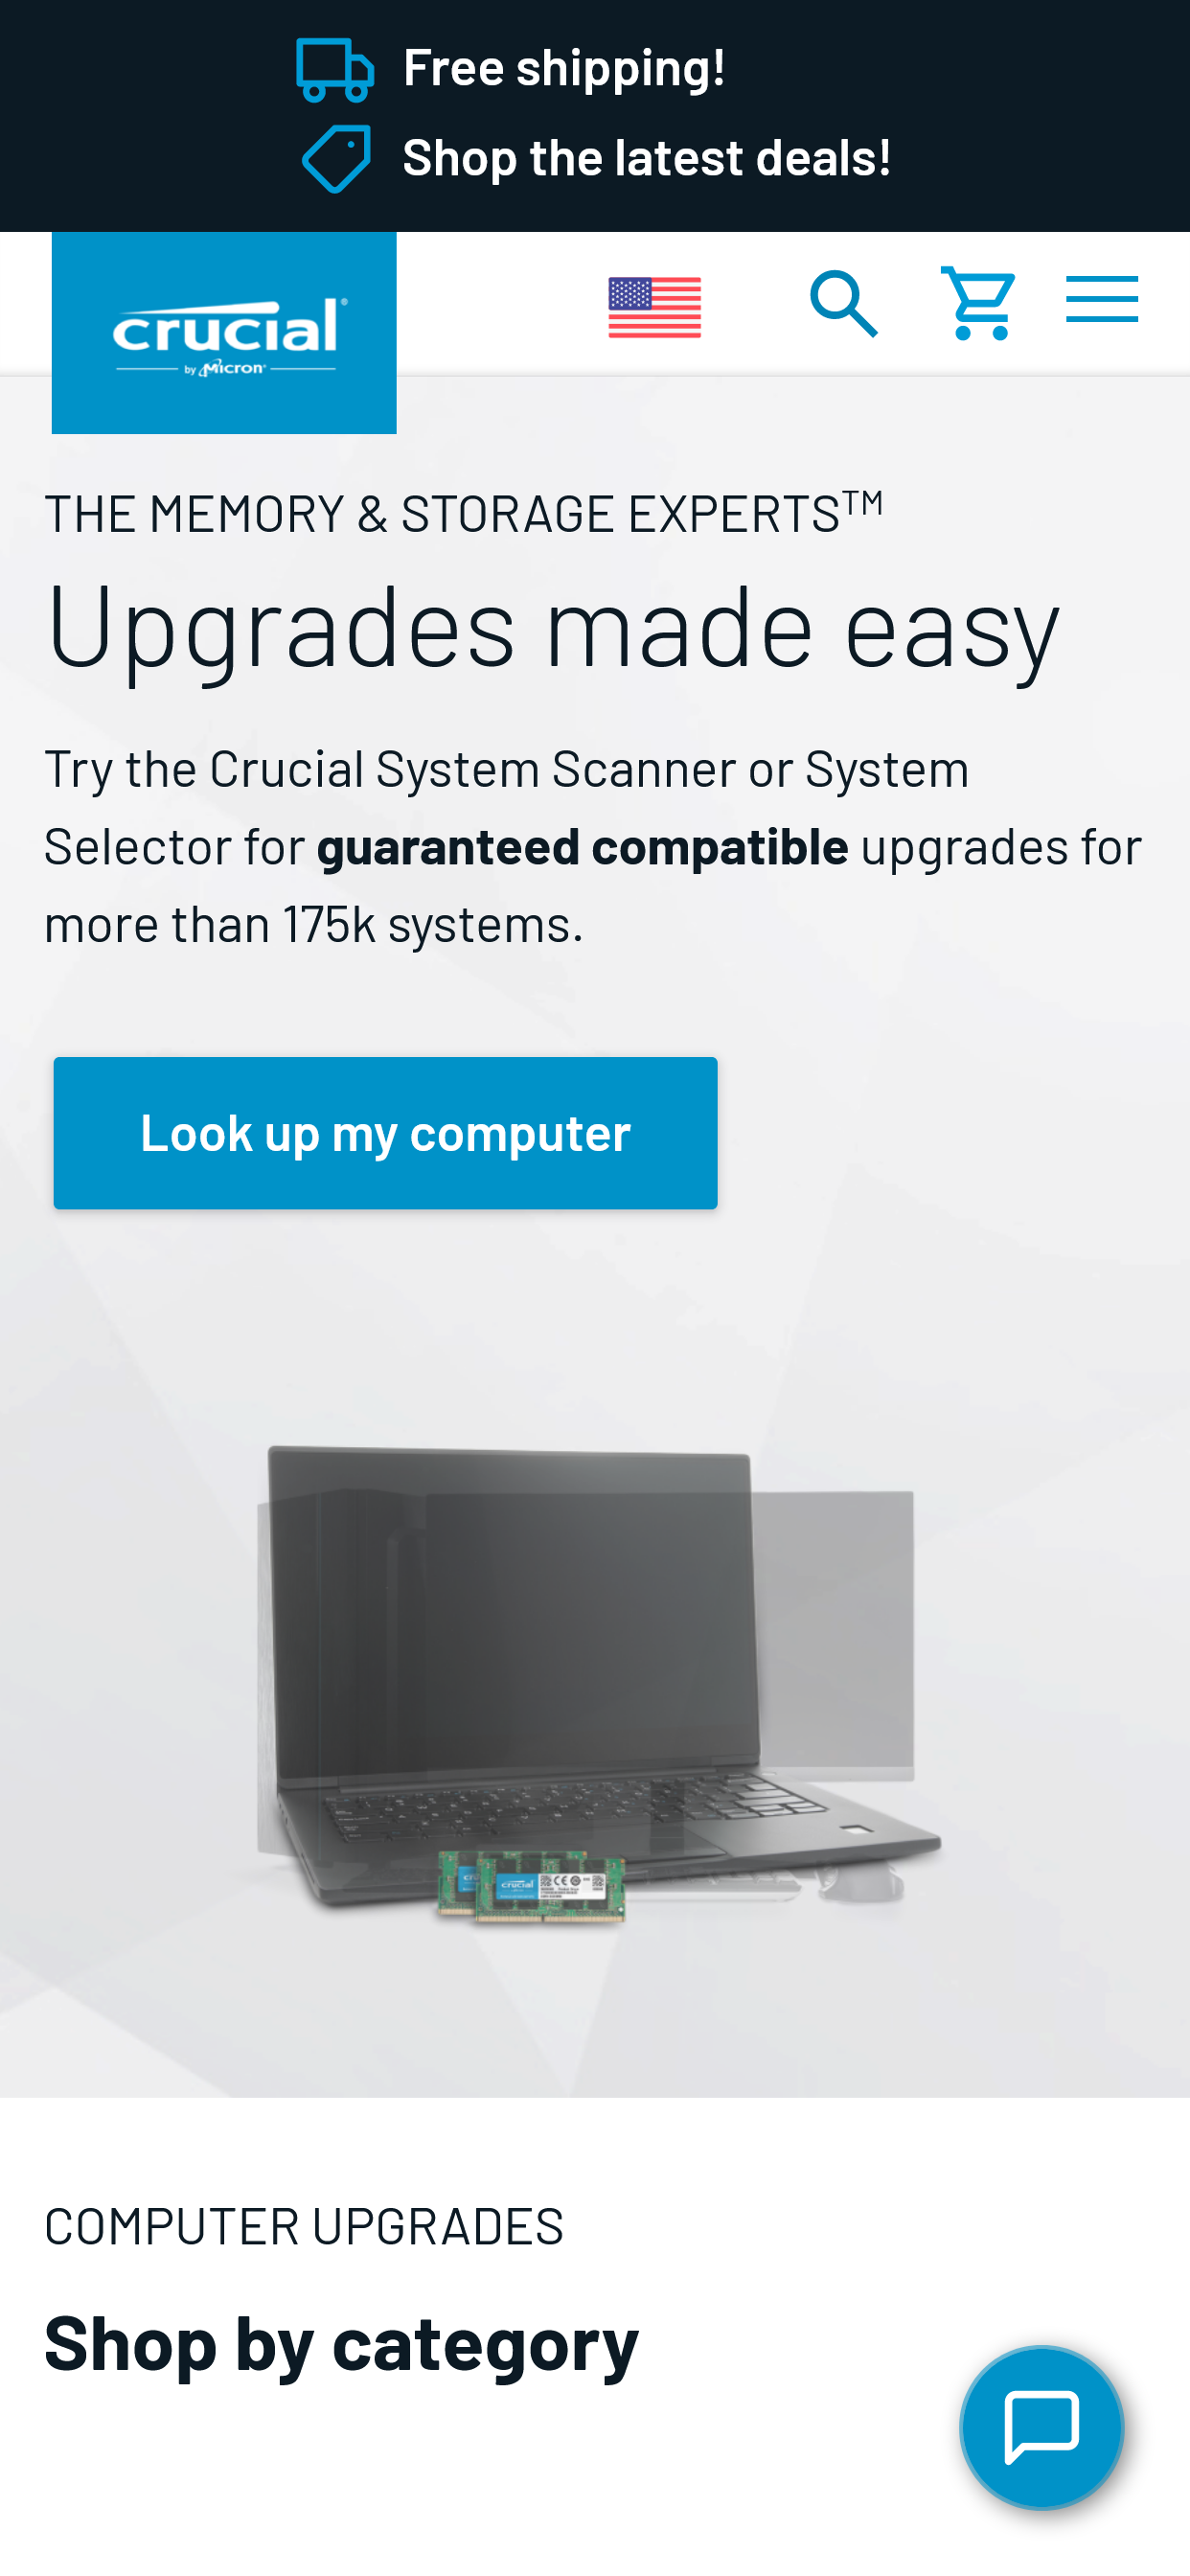 Free shipping!
Shop the latest deals!
crucial®
by Micron®
THE MEMORY & STORAGE EXPERTS™
Upgrades made easy
Try the Crucial System Scanner or System
Selector for guaranteed compatible upgrades for
more than 175k systems.
Look up my computer
crucial
COMPUTER UPGRADES
Shop by category